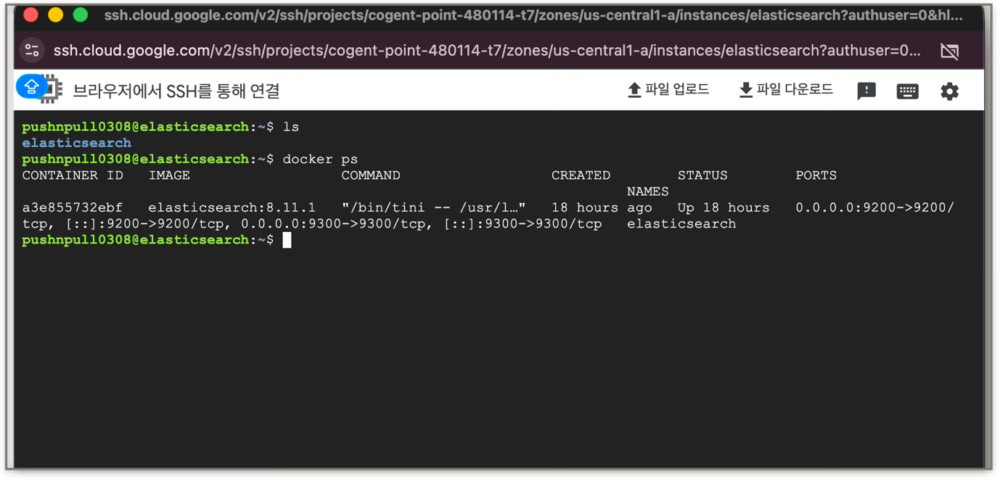 ssh.cloud.google.com/v2/ssh/projects/cogent-point-480114-t7/zones/us-central1-a/instances/elasticsearch?authuser=0&hl...
ssh.cloud.google.com/v2/ssh/projects/cogent-point-480114-t7/zones/us-central1-a/instances/elasticsearch?authuser=0...
브라우저에서 SSH를 통해 연결 파일 업로드 파일 다운로드
pushnpull0308@elasticsearch:~$ ls
elasticsearch
pushnpull0308@elasticsearch:~$ docker ps
CONTAINER ID   IMAGE                  COMMAND                  CREATED        STATUS        PORTS
NAMES
a3e855732ebf   elasticsearch:8.11.1   "/bin/tini -- /usr/l…"   18 hours ago   Up 18 hours   0.0.0.0:9200->9200/
tcp, [::]:9200->9200/tcp, 0.0.0.0:9300->9300/tcp, [::]:9300->9300/tcp   elasticsearch
pushnpull0308@elasticsearch:~$